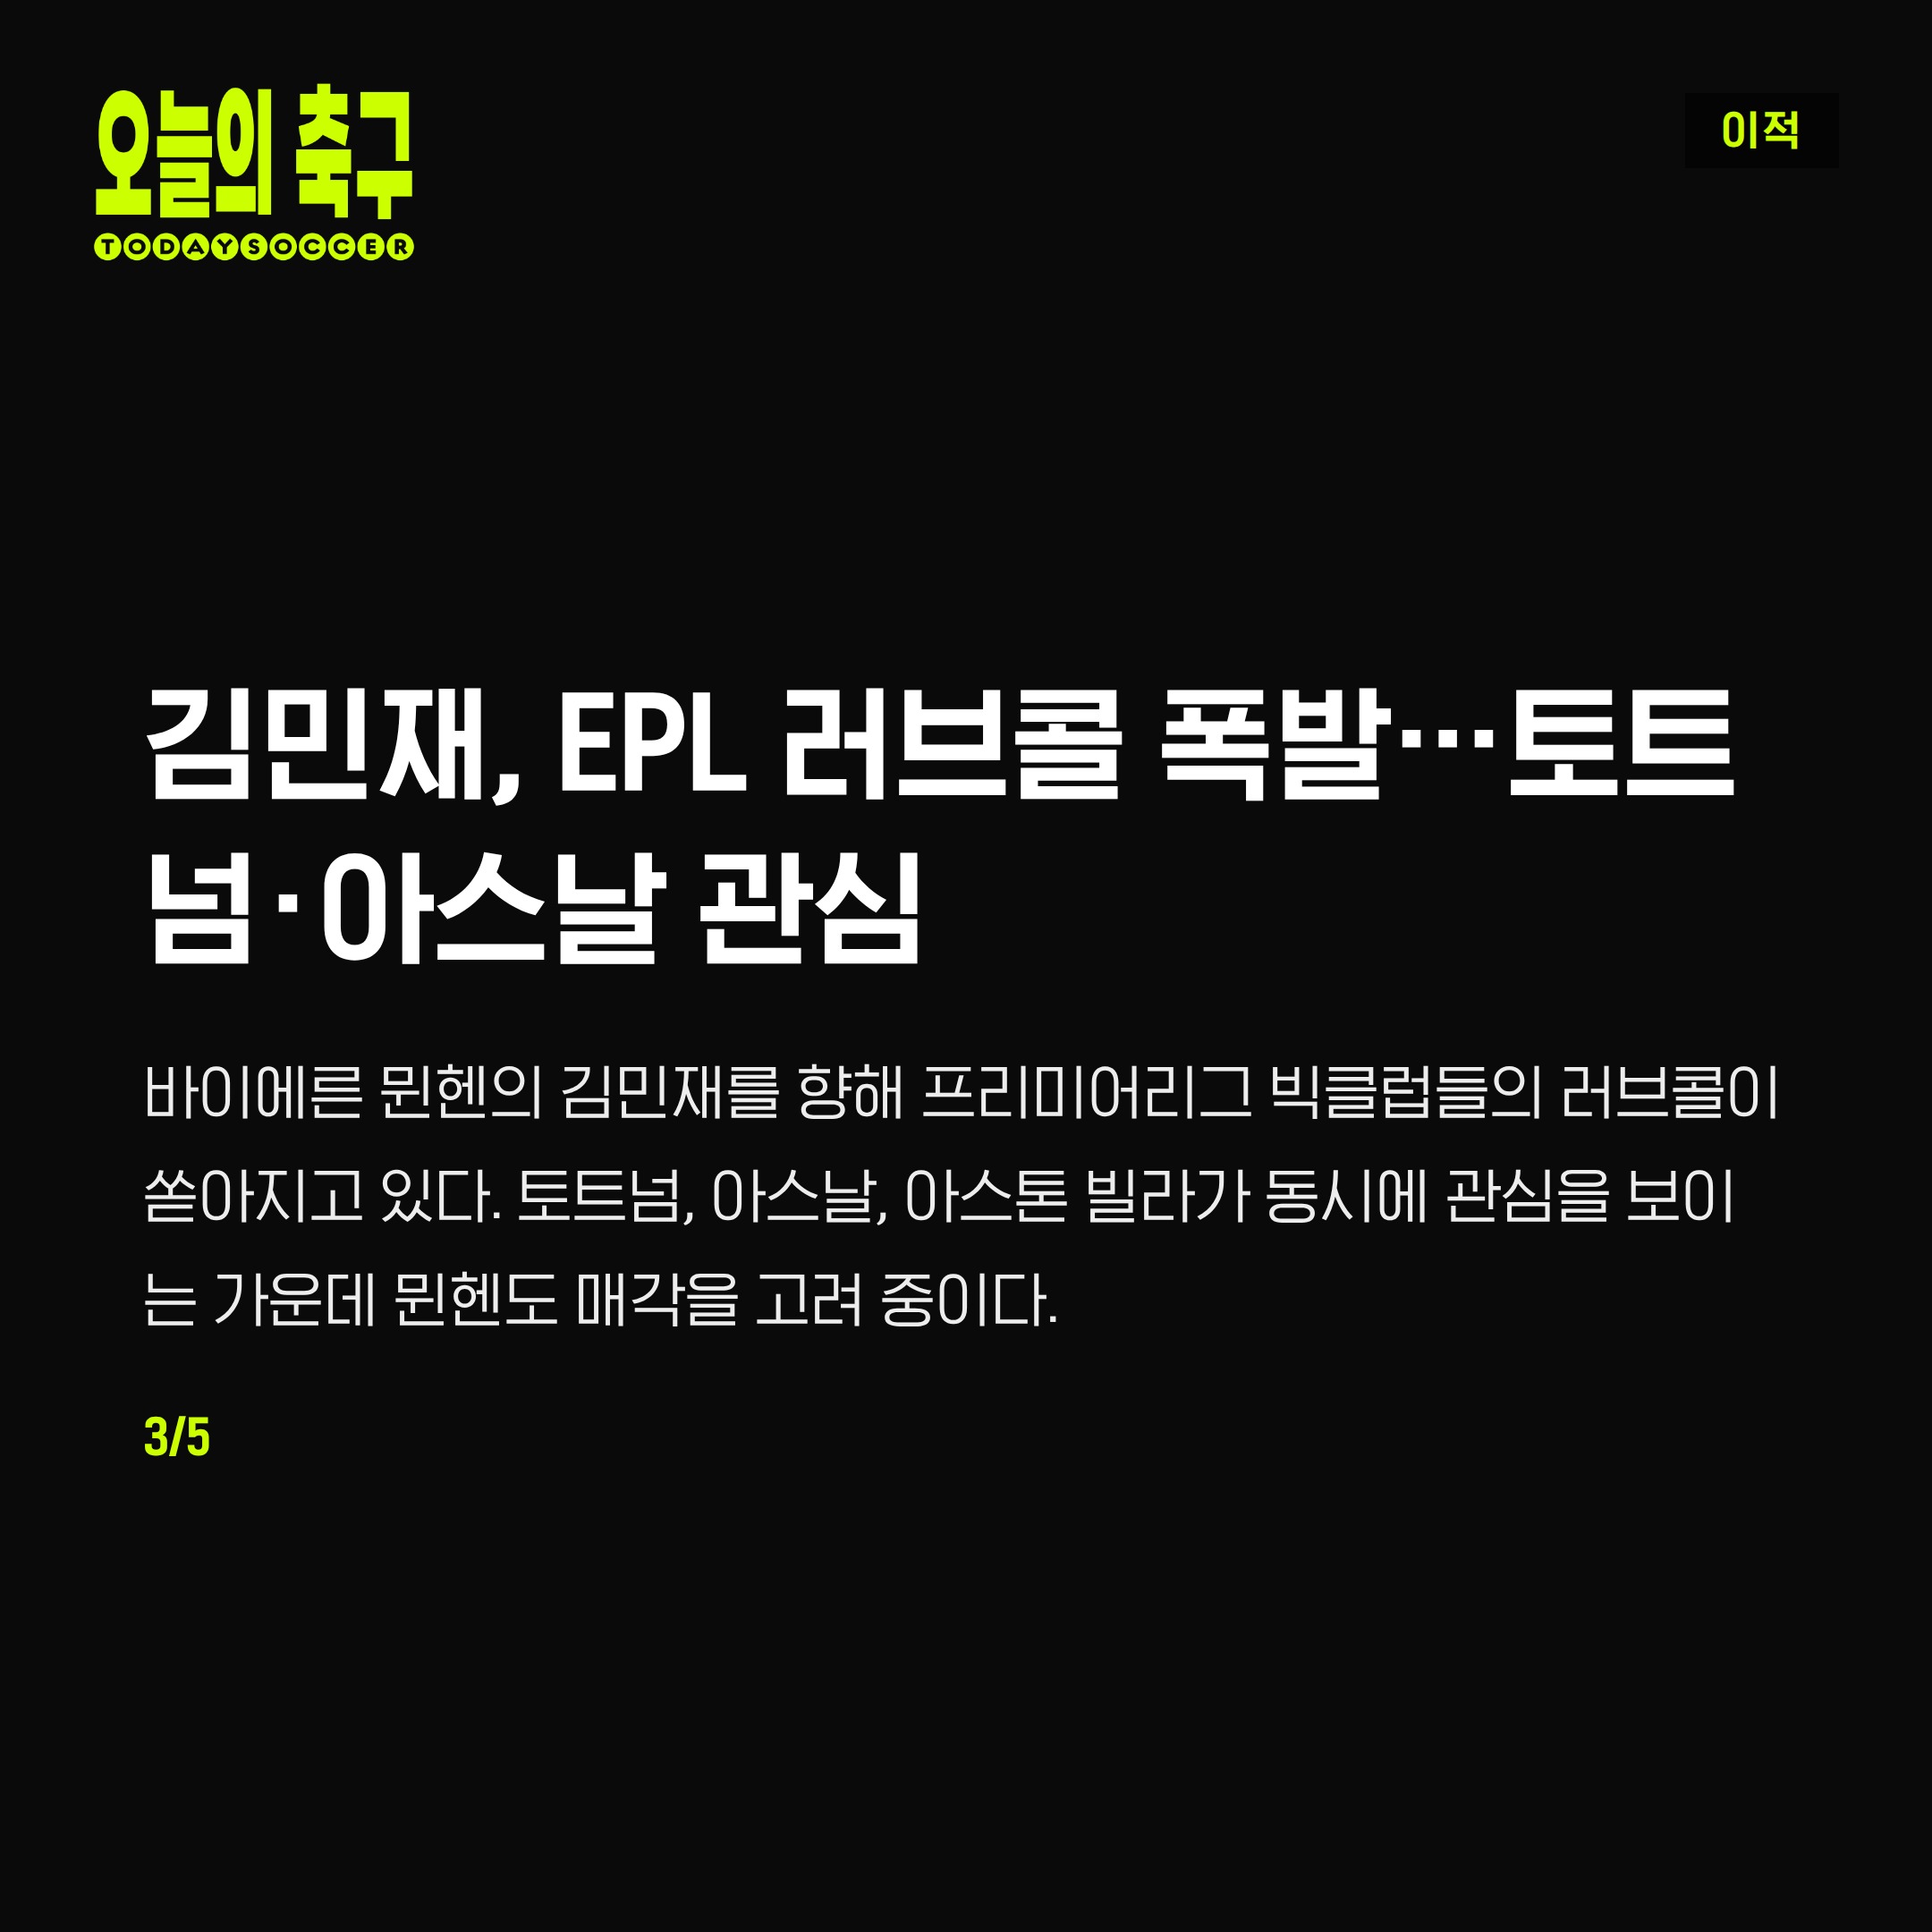 오늘의 축구
TODAYSOCCER
이적
김민재, EPL 러브콜 폭발…토트
넘·아스날 관심
바이에른 뮌헨의 김민재를 향해 프리미어리그 빅클럽들의 러브콜이
쏟아지고 있다. 토트넘, 아스날, 아스톤 빌라가 동시에 관심을 보이
는 가운데 뮌헨도 매각을 고려 중이다.
3/5